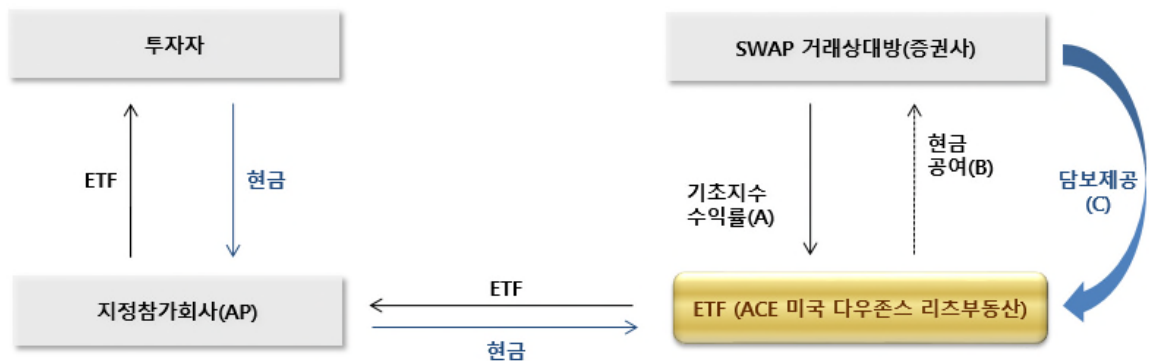 투자자
SWAP 거래상대방(증권사)
ETF
현금
기초지수
수익률(A)
현금
공여(B)
담보제공
(C)
지정참가회사(AP)
ETF
현금
ETF (ACE 미국 다우존스 리츠부동산)